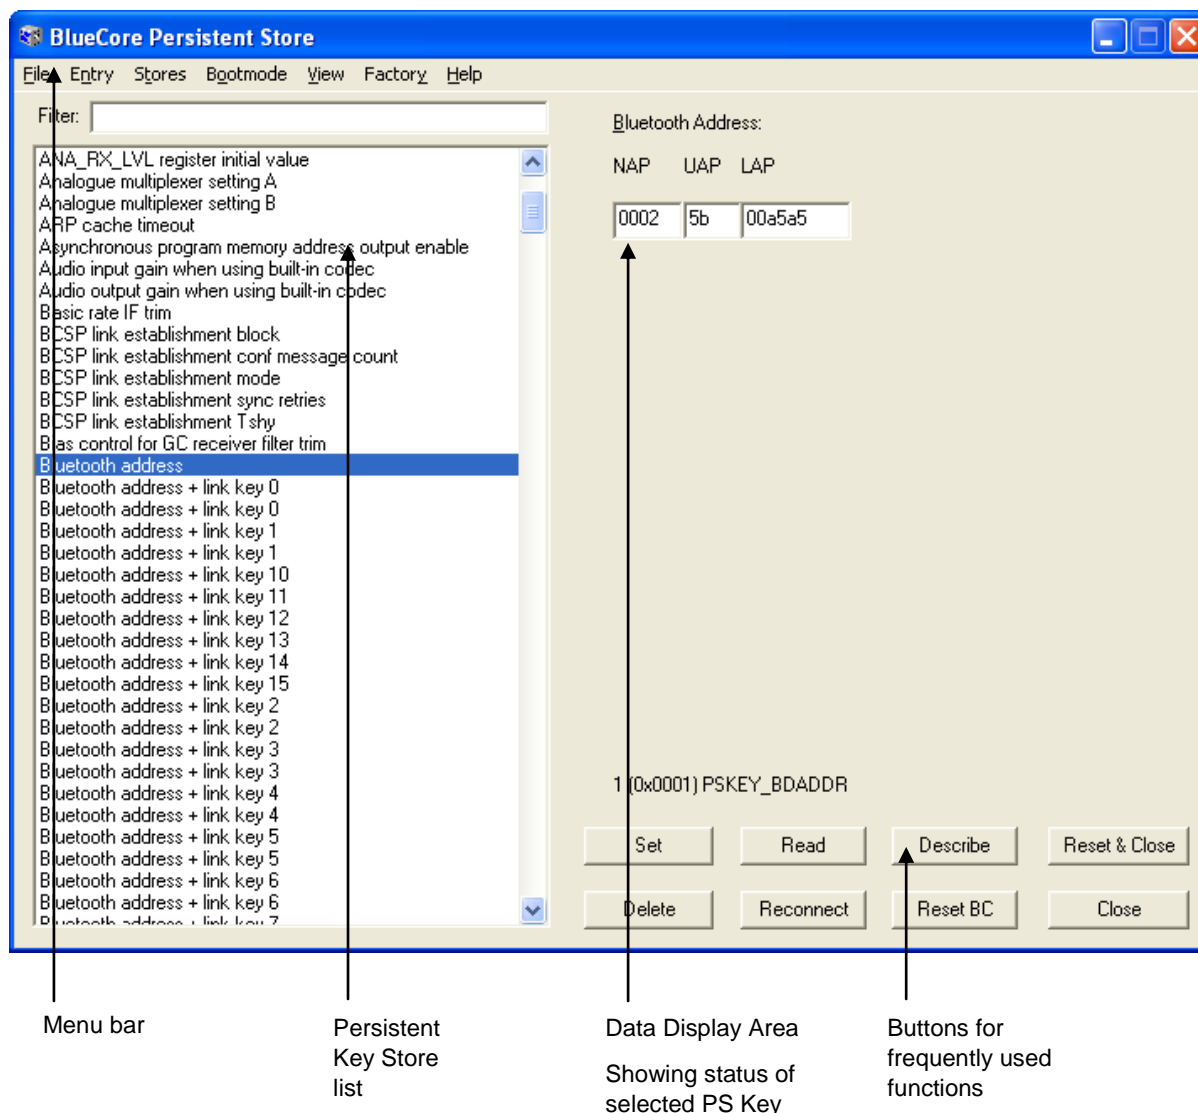 BlueCore Persistent Store
File Entry Stores Bootmode View Factory Help
Filter:
ANA_RX_LVL register initial value
Analogue multiplexer setting A
Analogue multiplexer setting B
ARP cache timeout
Asynchronous program memory address output enable
Audio input gain when using built-in codec
Audio output gain when using built-in codec
Basic rate IF trim
BCSP link establishment block
BCSP link establishment conf message count
BCSP link establishment mode
BCSP link establishment sync retries
BCSP link establishment Tshy
Bias control for GC receiver filter trim
Bluetooth address
Bluetooth address + link key 0
Bluetooth address + link key 0
Bluetooth address + link key 1
Bluetooth address + link key 1
Bluetooth address + link key 10
Bluetooth address + link key 11
Bluetooth address + link key 12
Bluetooth address + link key 13
Bluetooth address + link key 14
Bluetooth address + link key 15
Bluetooth address + link key 2
Bluetooth address + link key 2
Bluetooth address + link key 3
Bluetooth address + link key 3
Bluetooth address + link key 4
Bluetooth address + link key 4
Bluetooth address + link key 5
Bluetooth address + link key 5
Bluetooth address + link key 6
Bluetooth address + link key 6
Bluetooth address + link key 7
Bluetooth Address:
NAP UAP LAP
0002 5b 00a5a5
1 (0x0001) PSKEY_BDADDR
Set Read Describe Reset & Close
Delete Reconnect Reset BC Close
Menu bar
Persistent
Key Store
list
Data Display Area
Showing status of
selected PS Key
Buttons for
frequently used
functions